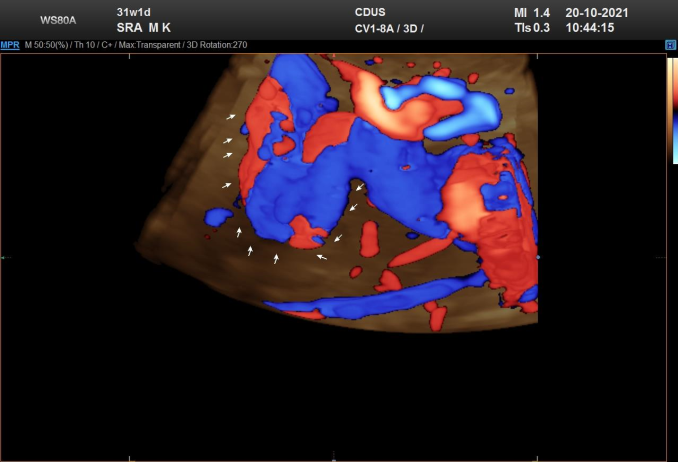 WS80A
31w1d
SRA M K
CDUS
CV1-8A / 3D /
MI 1.4
TIs 0.3
20-10-2021
10:44:15
MPR M 50:50(%) / Th 10 / C+ / Max:Transparent / 3D Rotation:270